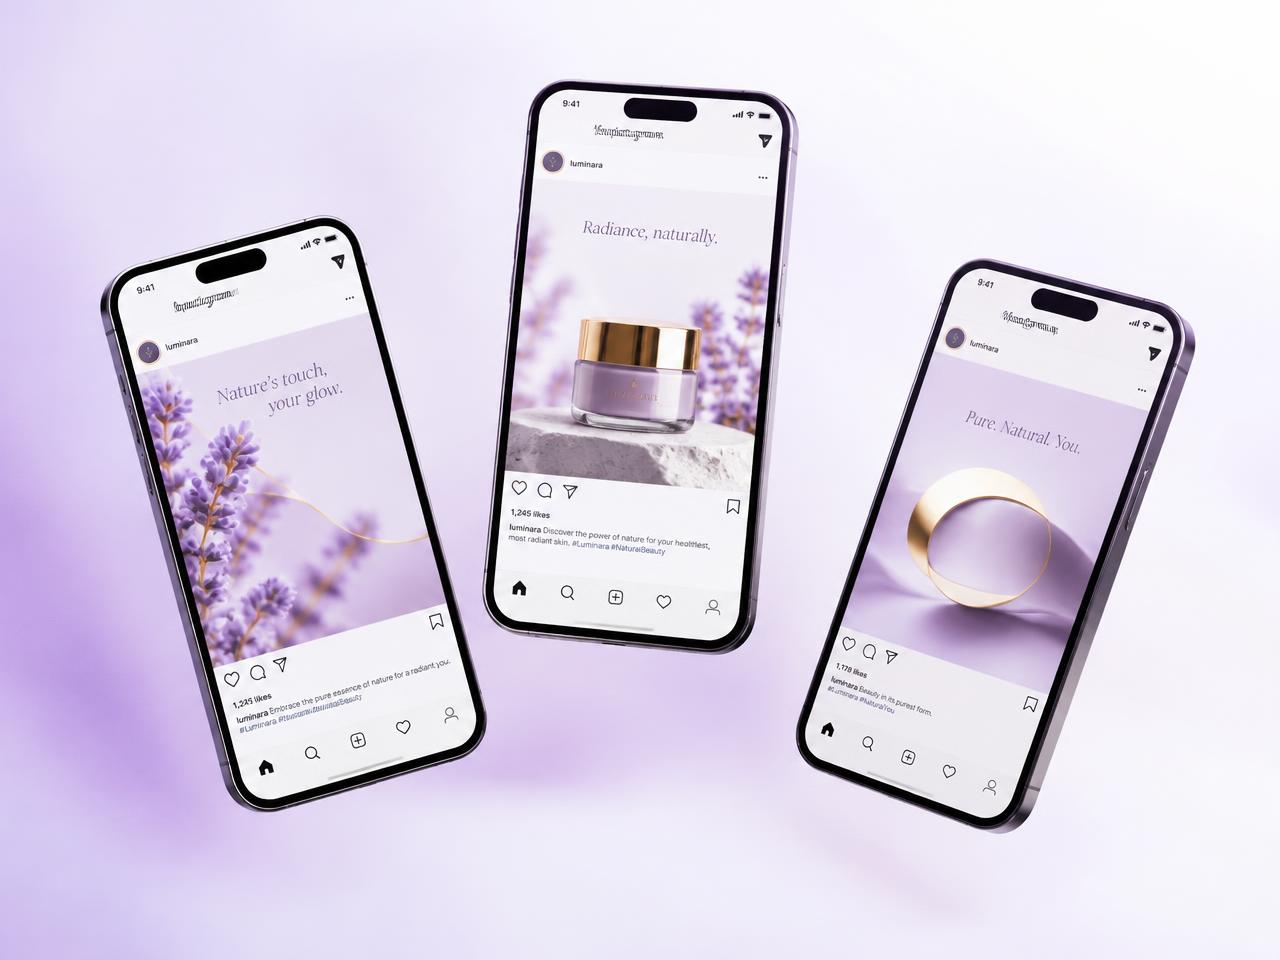 9:41
luminara
Nature's touch,
your glow.
1,245 likes
luminara Embrace the pure essence of nature for a radiant you.
#Luminara
9:41
luminara
Radiance, naturally.
1,245 likes
luminara Discover the power of nature for your healthiest,
most radiant skin. #Luminara #NaturalBeauty
9:41
luminara
Pure. Natural. You.
1,178 likes
luminara Beauty in its purest form.
#Luminara #NaturalYou